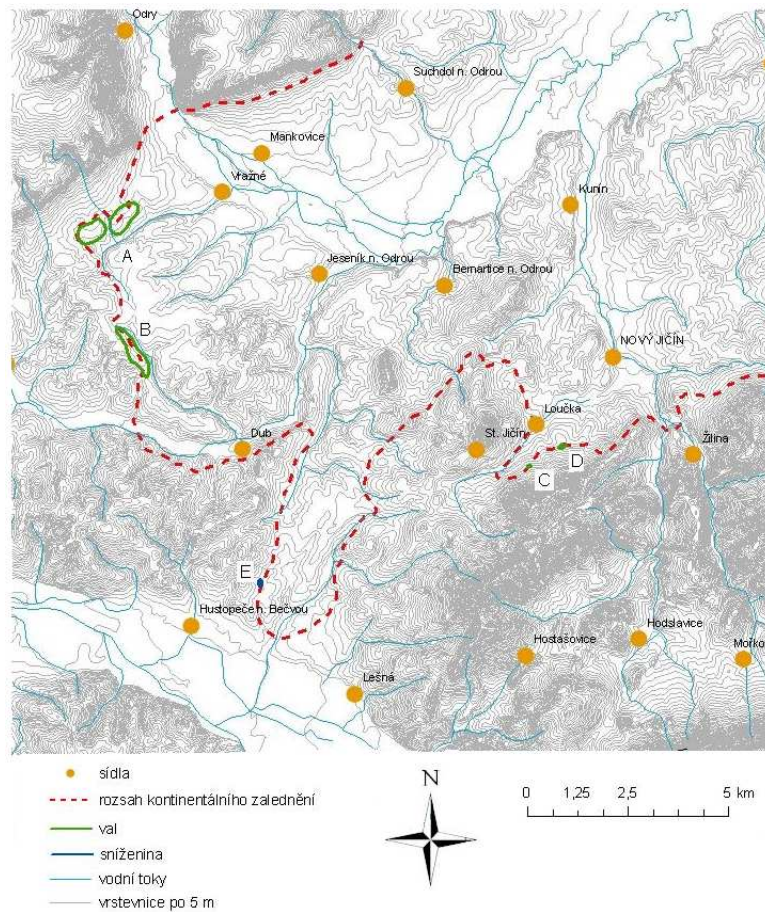 Odry
Suchdol n. Odrou
Mankovice
Vražné
Kunín
A
Jeseník n. Odrou
Bernartice n. Odrou
B
NOVÝ JIČÍN
Loučka
Dub
St. Jičín
D
Žilina
C
E
Hustopeče n. Bečvou
Hodslavice
Hostašovice
Mořko
Lešná
sídla
rozsah kontinentálního zalednění
val
sníženina
vodní toky
vrstevnice po 5 m
N
0 1,25 2,5 5 km